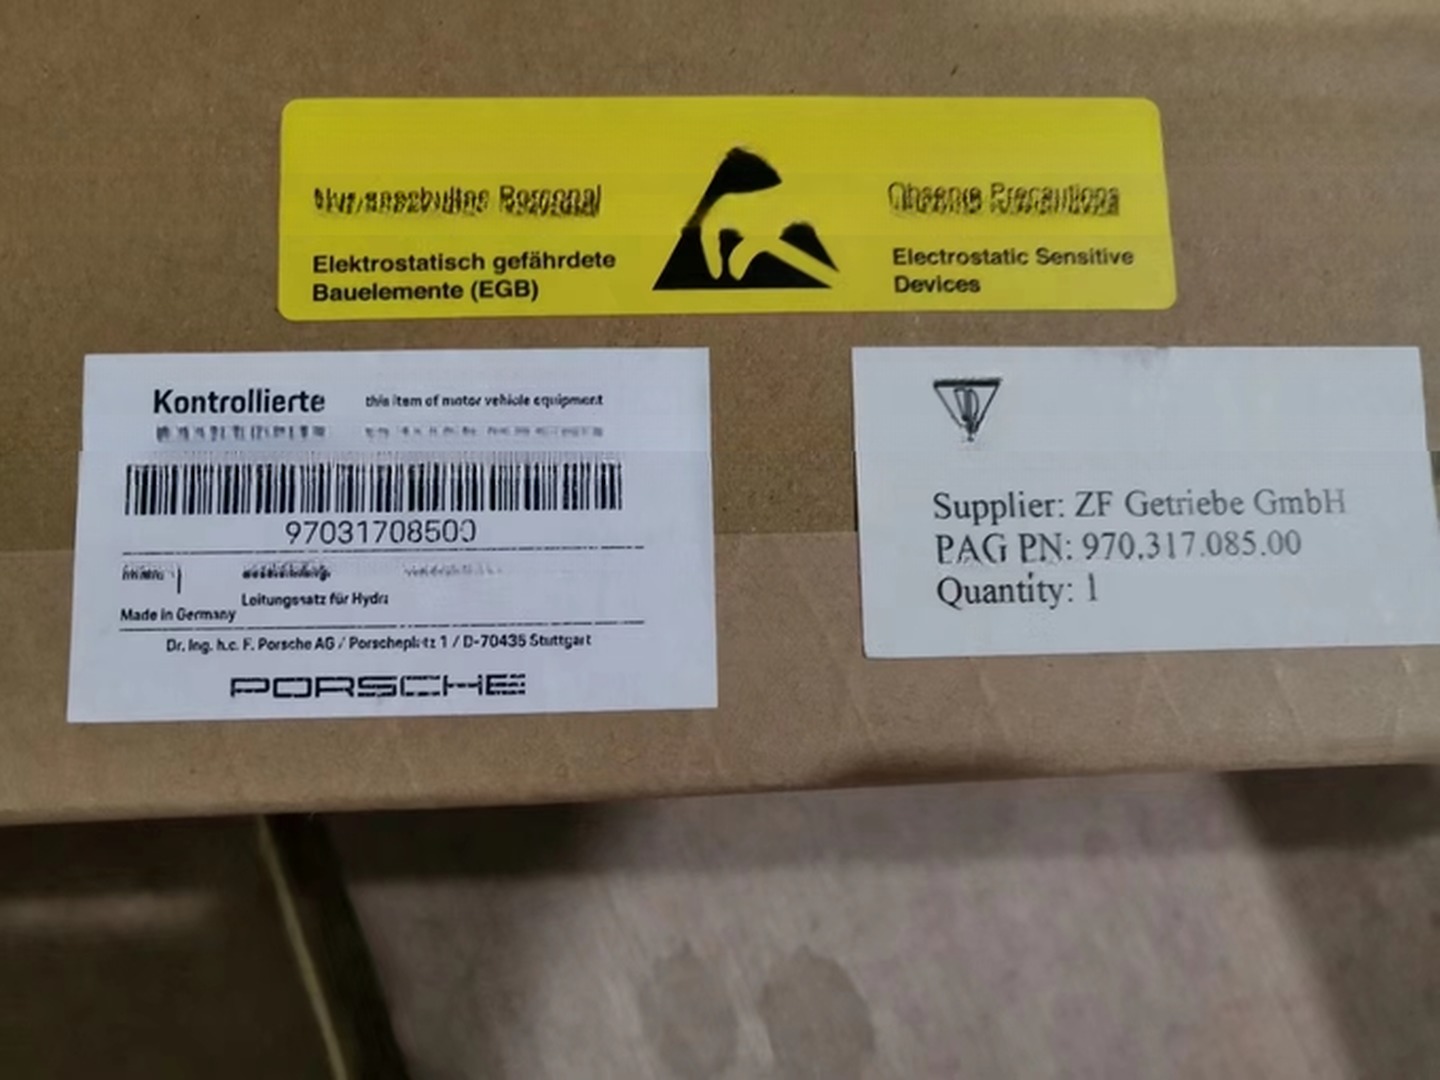 Elektrostatisch gefährdete
Bauelemente (EGB)
Electrostatic Sensitive
Devices
Kontrollierte
this item of motor vehicle equipment
97031708500
Leitungssatz für Hydr
Made in Germany
Dr. Ing. h.c. F. Porsche AG / Porscheplatz 1 / D-70435 Stuttgart
PORSCHE
Supplier: ZF Getriebe GmbH
PAG PN: 970.317.085.00
Quantity: 1